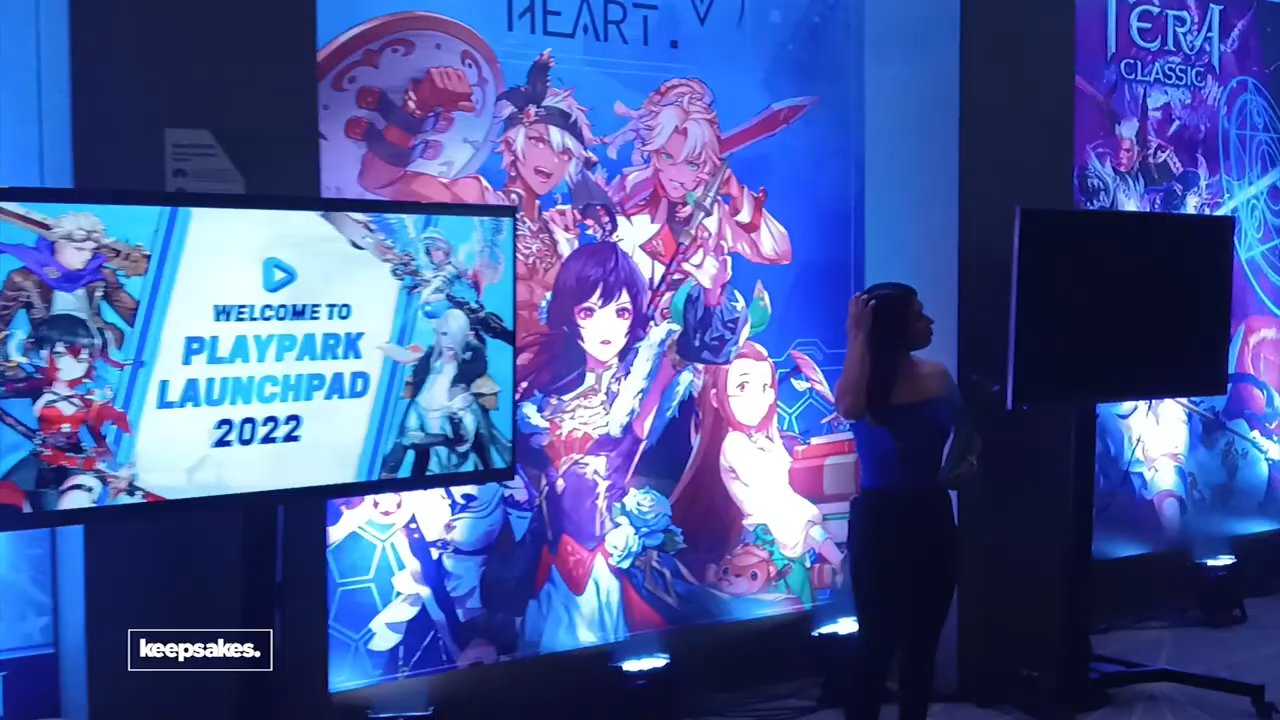 HEART.
TERA
CLASSIC
WELCOME TO
PLAYPARK
LAUNCHPAD
2022
keepsakes.